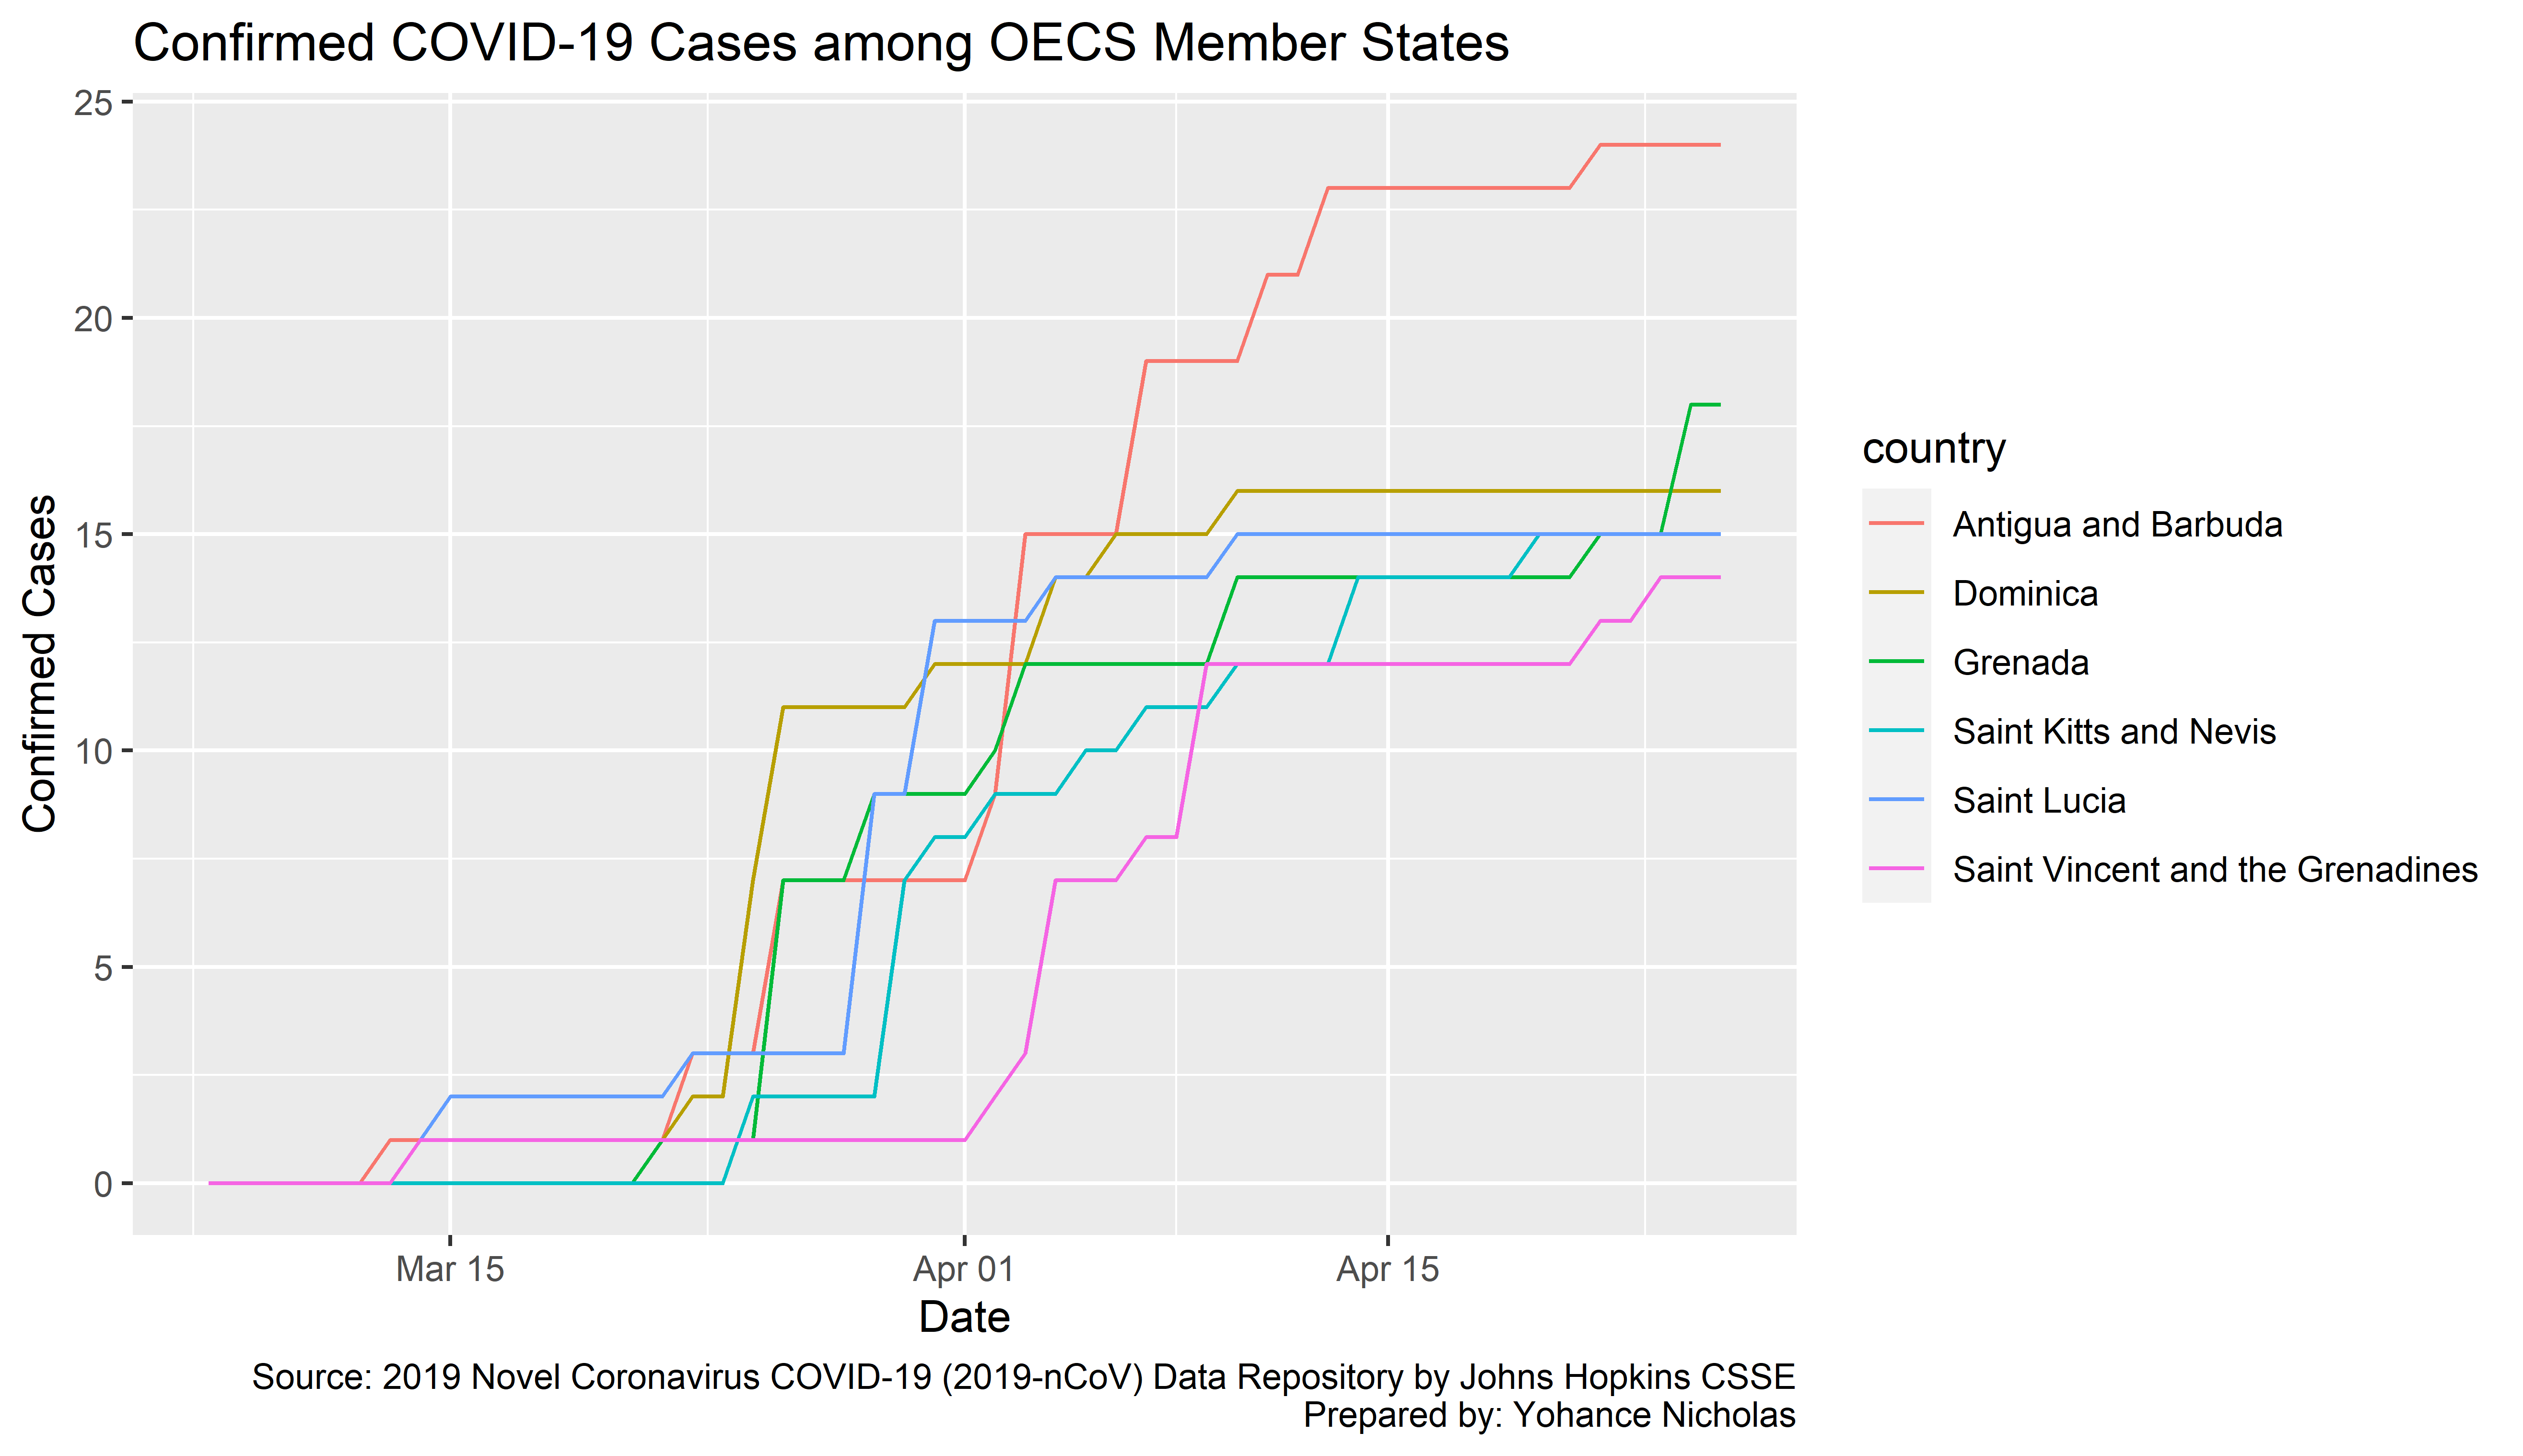 Confirmed COVID-19 Cases among OECS Member States
25
20
15
10
5
0
Confirmed Cases
Mar 15
Apr 01
Apr 15
Date
country
Antigua and Barbuda
Dominica
Grenada
Saint Kitts and Nevis
Saint Lucia
Saint Vincent and the Grenadines
Source: 2019 Novel Coronavirus COVID-19 (2019-nCoV) Data Repository by Johns Hopkins CSSE
Prepared by: Yohance Nicholas